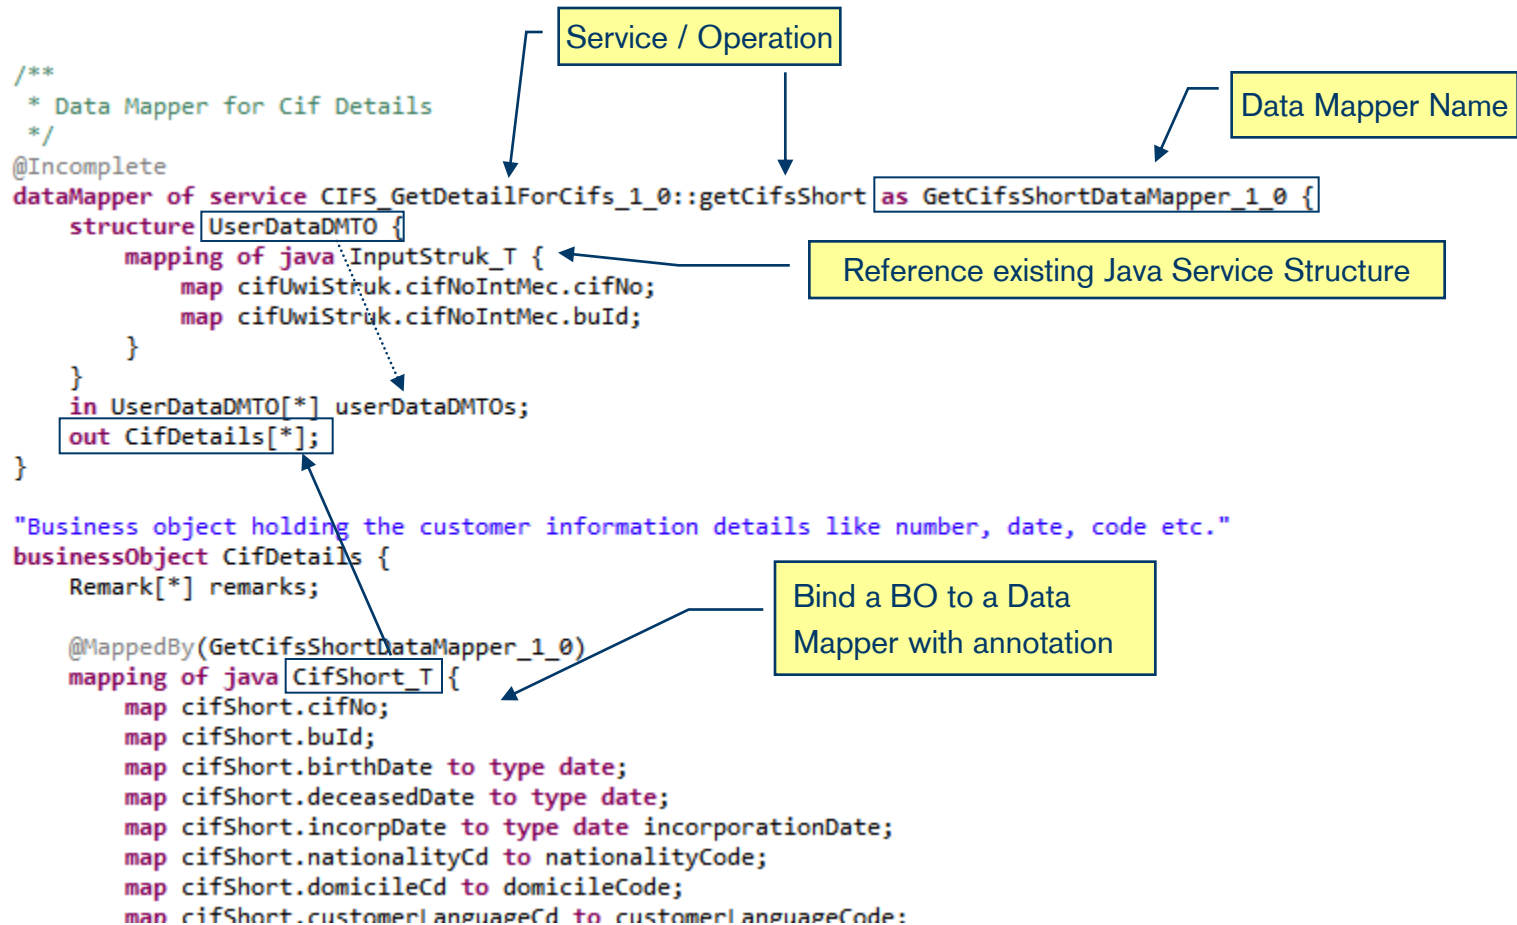 Service / Operation
/**
* Data Mapper for Cif Details
*/
Data Mapper Name
@Incomplete
dataMapper of service CIFS_GetDetailForCifs_1_0::getCifsShort as GetCifsShortDataMapper_1_0 {
structure UserDataDMTO {
mapping of java InputStruk_T {
Reference existing Java Service Structure
map cifUwiStruk.cifNoIntMec.cifNo;
map cifUwiStruk.cifNoIntMec.buId;
}
}
in UserDataDMTO[*] userDataDMTOs;
out CifDetails[*];
}
"Business object holding the customer information details like number, date, code etc."
businessObject CifDetails {
Remark[*] remarks;
Bind a BO to a Data
Mapper with annotation
@MappedBy(GetCifsShortDataMapper_1_0)
mapping of java CifShort_T {
map cifShort.cifNo;
map cifShort.buId;
map cifShort.birthDate to type date;
map cifShort.deceasedDate to type date;
map cifShort.incorpDate to type date incorporationDate;
map cifShort.nationalityCd to nationalityCode;
map cifShort.domicileCd to domicileCode;
map cifShort.customerLanguageCd to customerLanguageCode;